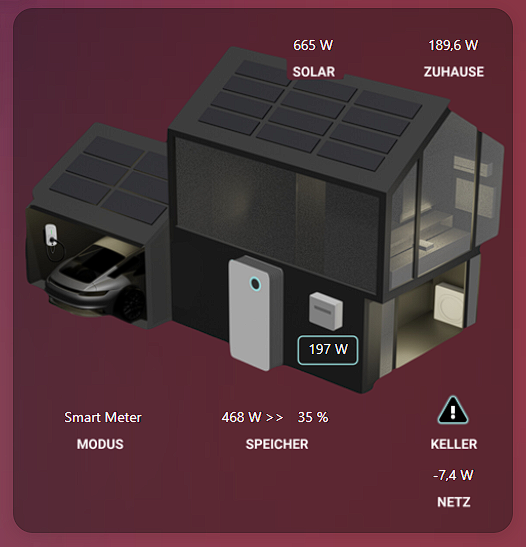 665 W
189,6 W
SOLAR
ZUHAUSE
197 W
Smart Meter
468 W >> 35 %
MODUS
SPEICHER
KELLER
-7,4 W
NETZ